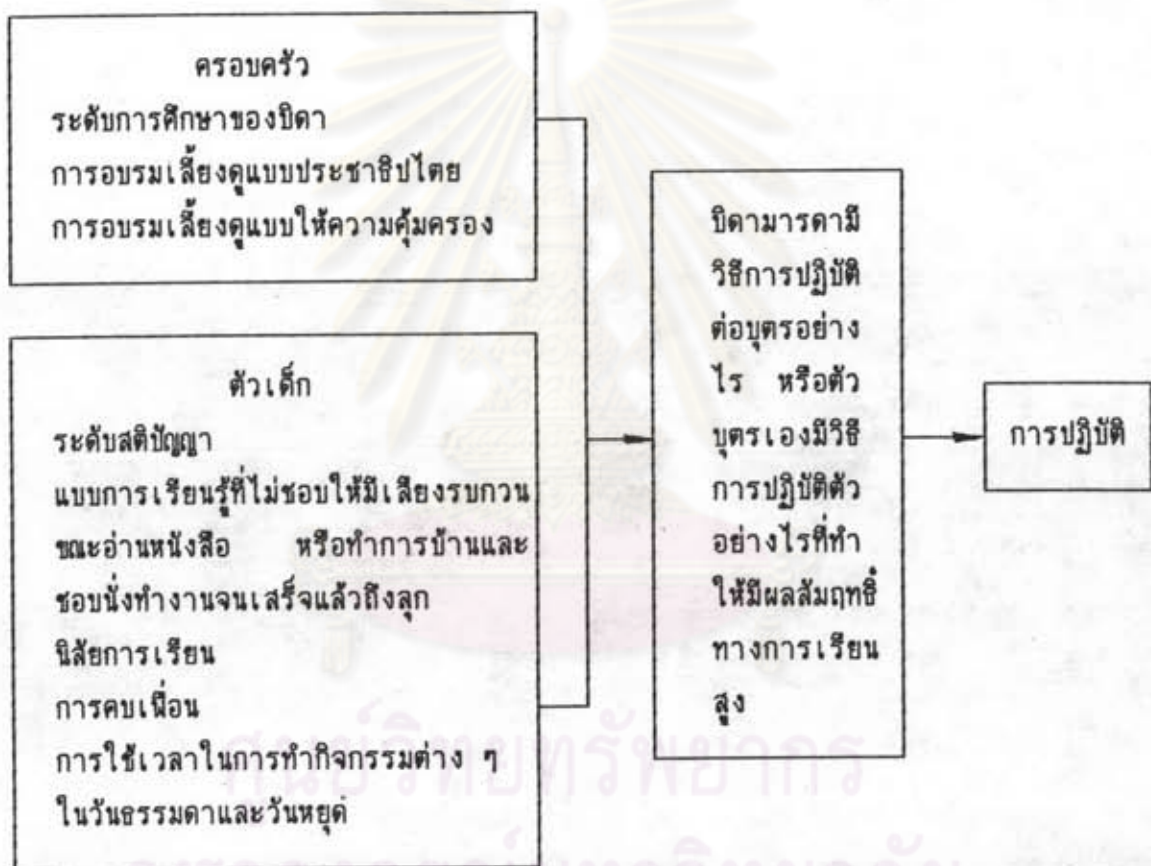 ครอบครัว
ระดับการศึกษาของบิดา
การอบรมเลี้ยงดูแบบประชาธิปไตย
การอบรมเลี้ยงดูแบบให้ความคุ้มครอง
ตัวเด็ก
ระดับสติปัญญา
แบบการเรียนรู้ที่ไม่ชอบให้มีเสียงรบกวน
ขณะอ่านหนังสือ หรือทำการบ้านและ
ชอบนั่งทำงานจนเสร็จแล้วถึงลุก
นิสัยการเรียน
การคบเพื่อน
การใช้เวลาในการทำกิจกรรมต่าง ๆ
ในวันธรรมดาและวันหยุด
บิดามารดามี
วิธีการปฏิบัติ
ต่อบุตรอย่าง
ไร หรือตัว
บุตรเองมีวิธี
การปฏิบัติตัว
อย่างไรที่ทำ
ให้มีผลสัมฤทธิ์
ทางการเรียน
สูง
การปฏิบัติ
ศูนย์วิทยทรัพยากร